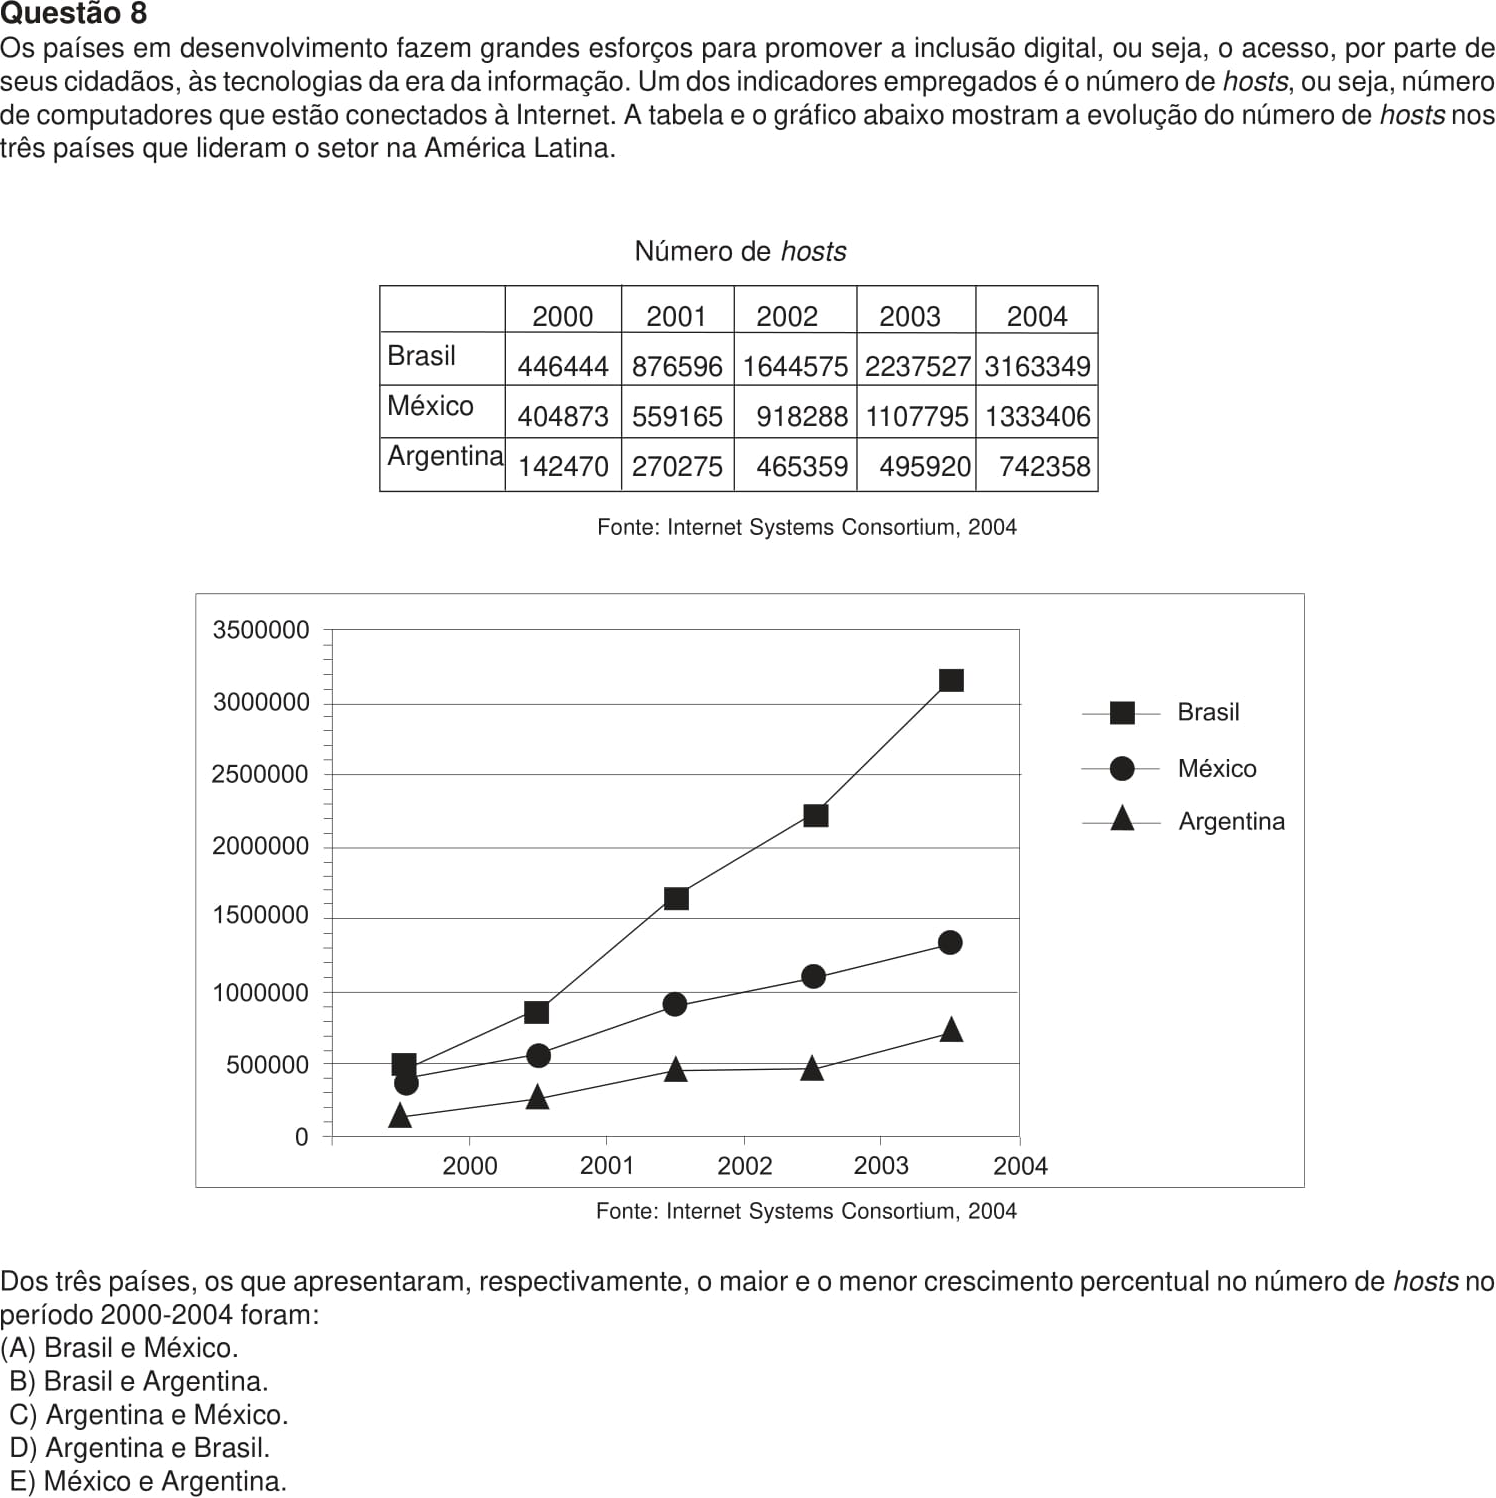 Questão 8
Os países em desenvolvimento fazem grandes esforços para promover a inclusão digital, ou seja, o acesso, por parte de
seus cidadãos, às tecnologias da era da informação. Um dos indicadores empregados é o número de hosts, ou seja, número
de computadores que estão conectados à Internet. A tabela e o gráfico abaixo mostram a evolução do número de hosts nos
três países que lideram o setor na América Latina.
Número de hosts
2000 2001 2002 2003 2004
Brasil 446444 876596 1644575 2237527 3163349
México 404873 559165 918288 1107795 1333406
Argentina 142470 270275 465359 495920 742358
Fonte: Internet Systems Consortium, 2004
3500000
3000000
2500000
2000000
1500000
1000000
500000
0
2000 2001 2002 2003 2004
Brasil
México
Argentina
Fonte: Internet Systems Consortium, 2004
Dos três países, os que apresentaram, respectivamente, o maior e o menor crescimento percentual no número de hosts no
período 2000-2004 foram:
(A) Brasil e México.
B) Brasil e Argentina.
C) Argentina e México.
D) Argentina e Brasil.
E) México e Argentina.